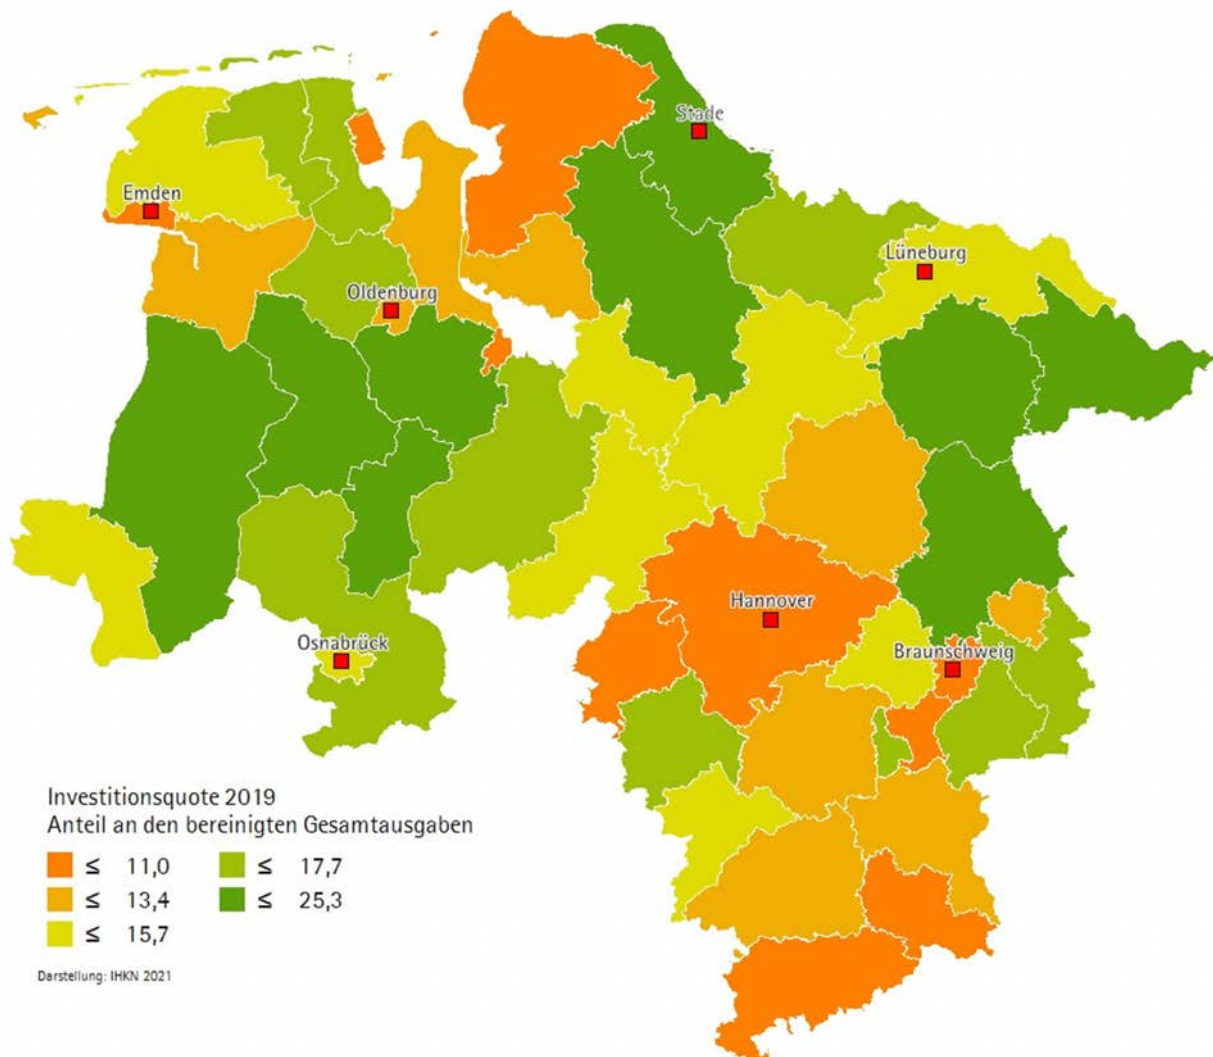 Stade
Emden
Lüneburg
Oldenburg
Hannover
Osnabrück
Braunschweig
Investitionsquote 2019
Anteil an den bereinigten Gesamtausgaben
≤ 11,0 ≤ 17,7
≤ 13,4 ≤ 25,3
≤ 15,7
Darstellung: IHKN 2021